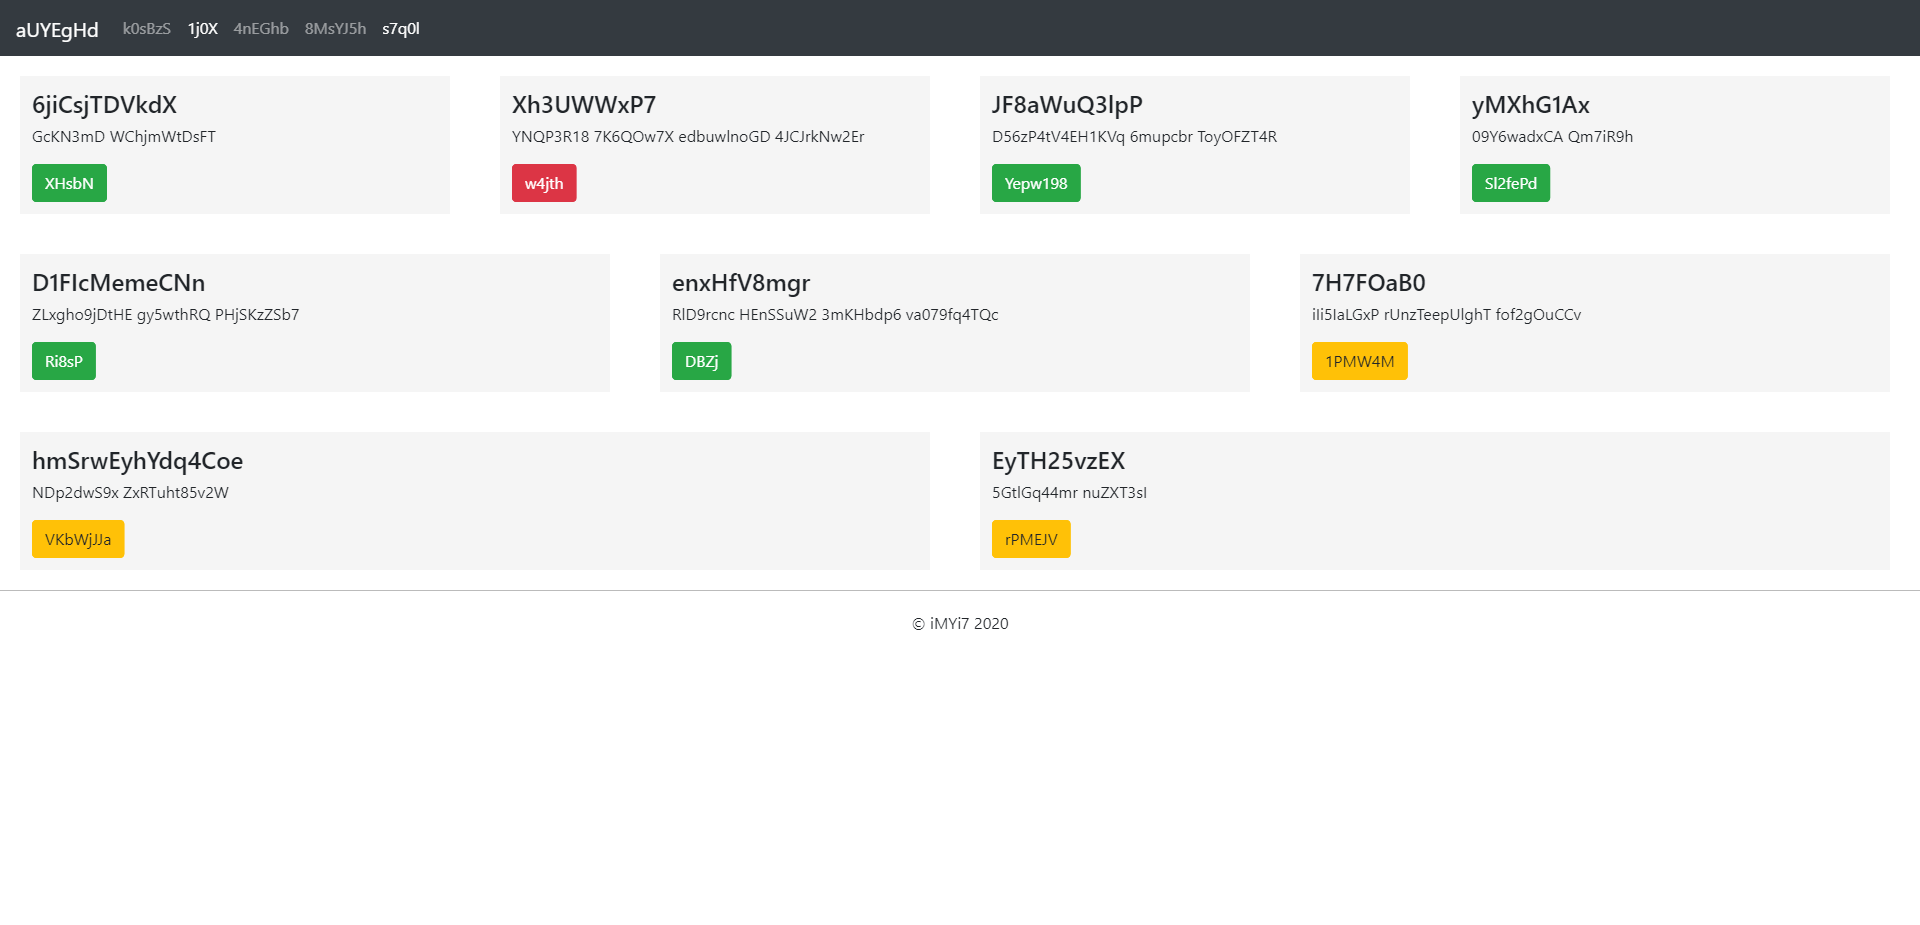 aUYEgHd k0sBzS 1j0X 4nEGhb 8MsYJ5h s7q0l
6jiCsjTDVkdX
GcKN3mD WChjmWtDsFT
XHsbN
Xh3UWWxP7
YNQP3R18 7K6QOw7X edbuwlnoGD 4JCJrkNw2Er
w4jth
JF8aWuQ3lpP
D56zP4tV4EH1KVq 6mupcbr ToyOFZT4R
Yepw198
yMXhG1Ax
09Y6wadxCA Qm7iR9h
Sl2fePd
D1FIcMemeCNn
ZLxgho9jDtHE gy5wthRQ PHjSKzZSb7
Ri8sP
enxHfV8mgr
RlD9rcnc HEnSSuW2 3mKHbdp6 va079fq4TQc
DBZj
7H7FOaB0
iIi5IaLGxP rUnzTeepUlghT fof2gOuCCv
1PMW4M
hmSrwEyhYdq4Coe
NDp2dwS9x ZxRTuht85v2W
VKbWjJJa
EyTH25vzEX
5GtlGq44mr nuZXT3sI
rPMEJV
© iMYi7 2020